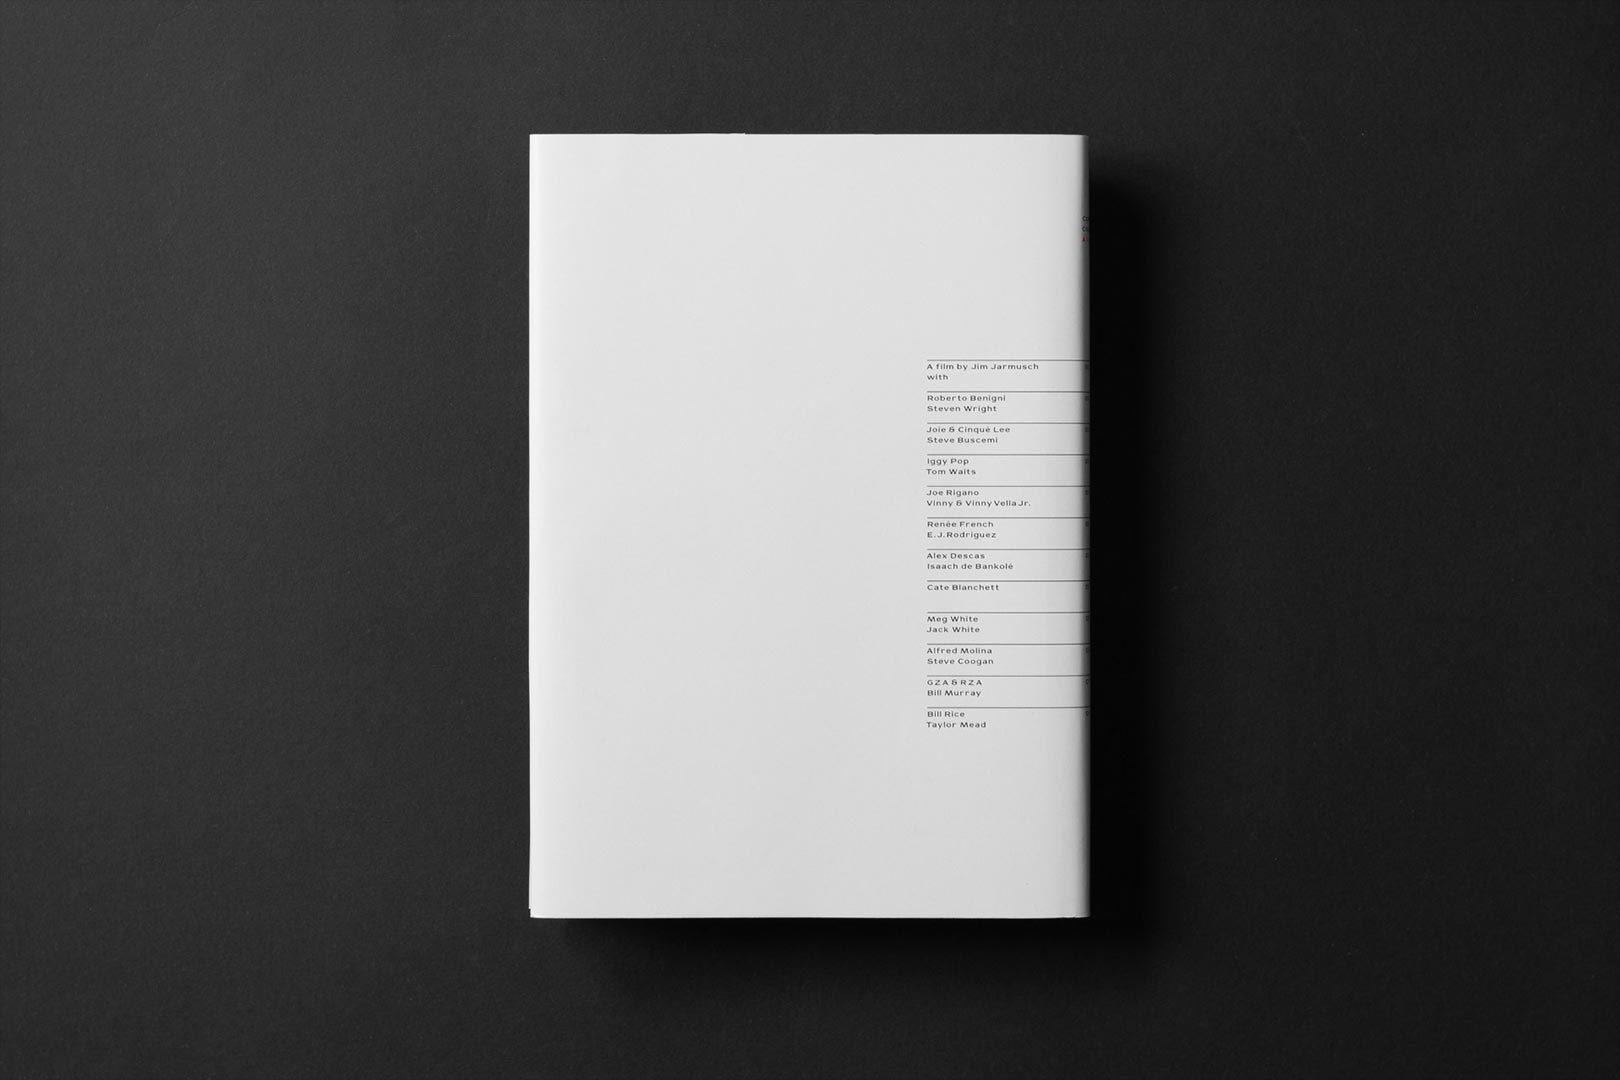 A film by Jim Jarmusch
with
Roberto Benigni
Steven Wright
Joie & Cinqué Lee
Steve Buscemi
Iggy Pop
Tom Waits
Joe Rigano
Vinny & Vinny Vella Jr.
Renée French
E.J. Rodriguez
Alex Descas
Isaach de Bankolé
Cate Blanchett
Meg White
Jack White
Alfred Molina
Steve Coogan
GZA & RZA
Bill Murray
Bill Rice
Taylor Mead